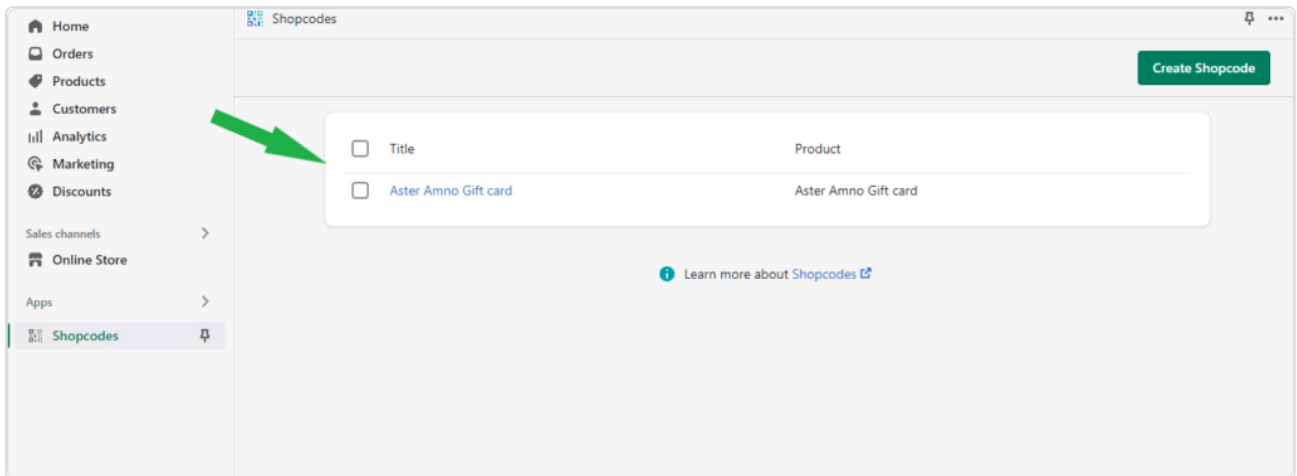 Home
Orders
Products
Customers
Analytics
Marketing
Discounts
Sales channels
Online Store
Apps
Shopcodes
Shopcodes
Create Shopcode
Title Product
Aster Amno Gift card Aster Amno Gift card
Learn more about Shopcodes